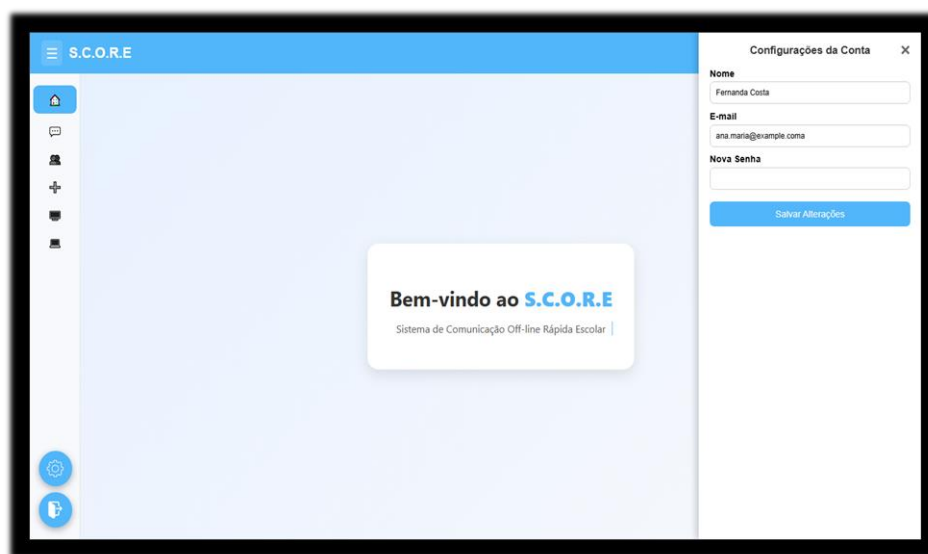 S.C.O.R.E
Configurações da Conta
Nome
Fernanda Costa
E-mail
ana.maria@example.coma
Nova Senha
Salvar Alterações
Bem-vindo ao S.C.O.R.E
Sistema de Comunicação Off-line Rápida Escolar